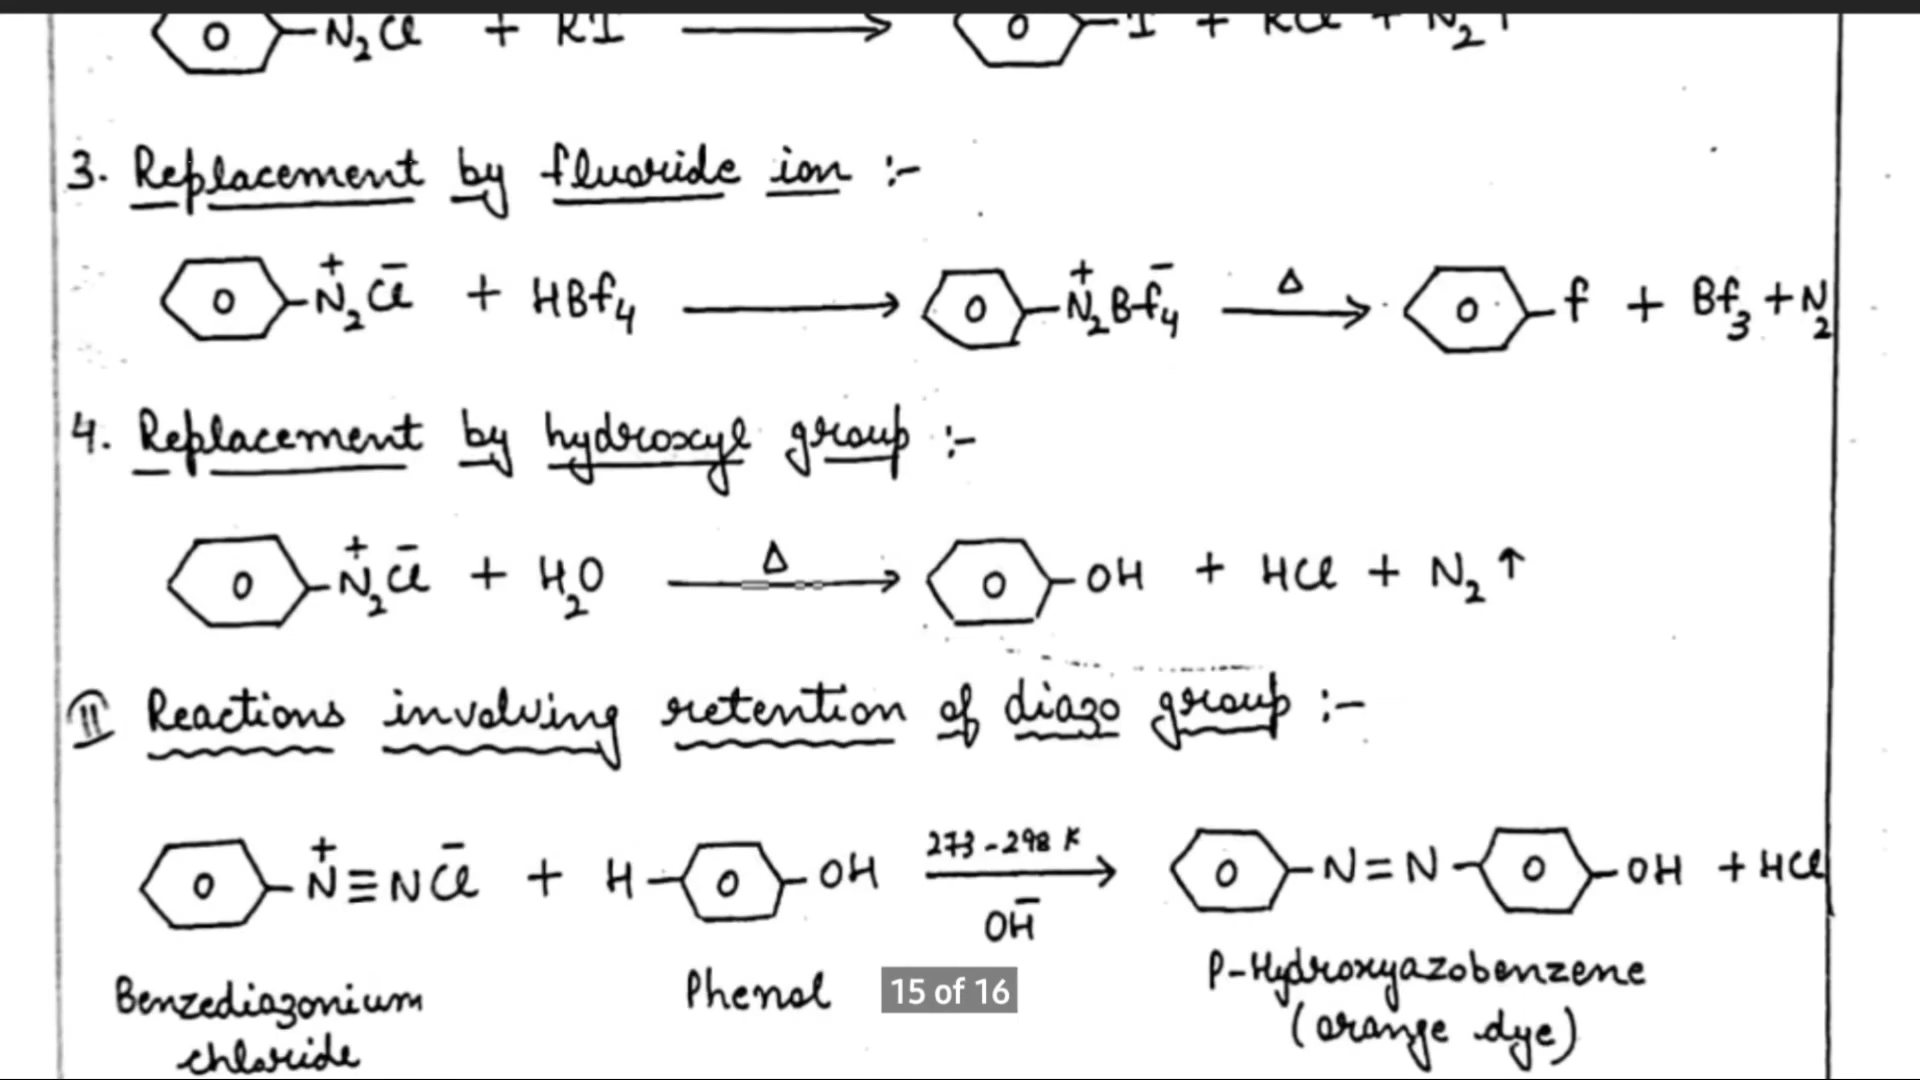 N₂Cl + KI ⟶ I + KCl + N₂↑
3. Replacement by fluoride ion :-
N₂⁺Cl⁻ + HBf₄ ⟶ N₂⁺Bf₄⁻ ⟶ Δ f + Bf₃ + N₂
4. Replacement by hydroxyl group :-
N₂⁺Cl⁻ + H₂O ⟶ Δ OH + HCl + N₂↑
II Reactions involving retention of diazo group :-
N⁺≡NCl⁻ + H OH 273-298 K ⟶ OH⁻ N=N OH + HCl
Benzediazonium chloride
Phenol
15 of 16
P-Hydroxyazobenzene
(orange dye)